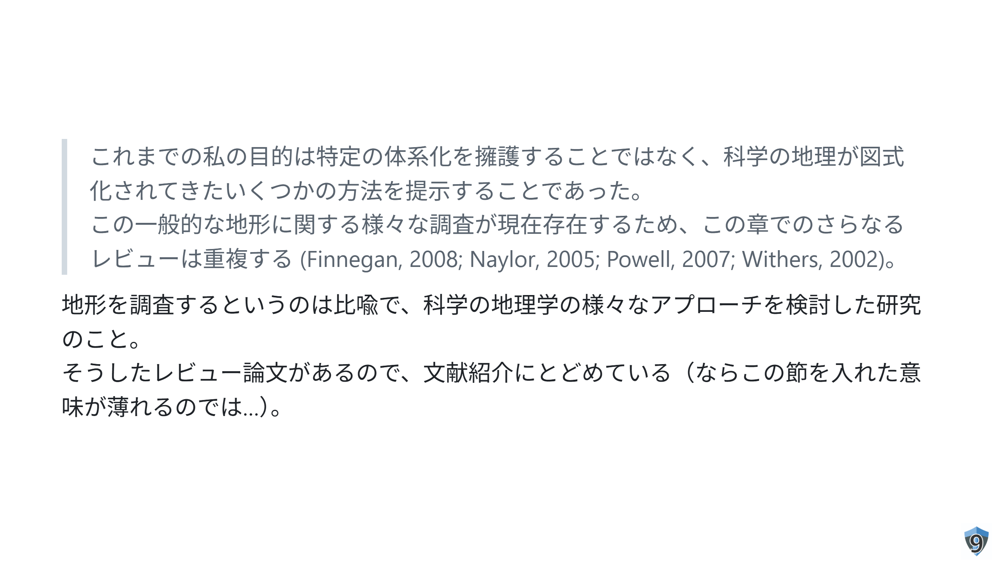 これまでの私の目的は特定の体系化を擁護することではなく、科学の地理が図式
化されてきたいくつかの方法を提示することであった。
この一般的な地形に関する様々な調査が現在存在するため、この章でのさらなる
レビューは重複する (Finnegan, 2008; Naylor, 2005; Powell, 2007; Withers, 2002)。
地形を調査するというのは比喩で、科学の地理学の様々なアプローチを検討した研究
のこと。
そうしたレビュー論文があるので、文献紹介にとどめている（ならこの節を入れた意
味が薄れるのでは...）。
9